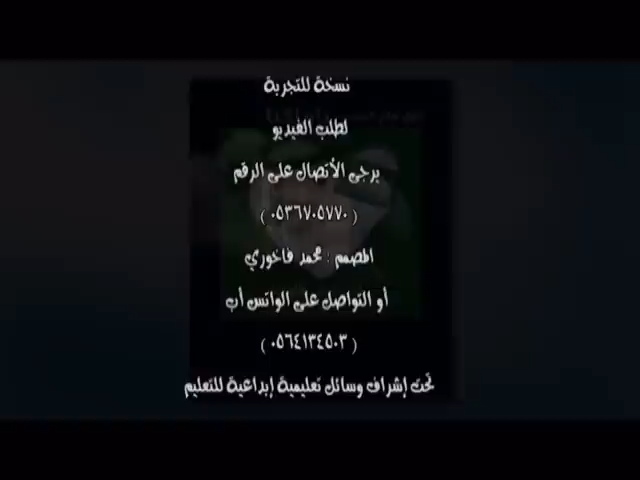 نسخة للتجربة
لطلب الفيديو
يرجى الأتصال على الرقم
( ٠٥٣٦٧٠٥٧٧٠ )
المصمم : محمد فاخوري
أو التواصل على الواتس أب
( ٠٥٦٤١٣٤٥٠٣ )
تحت إشراف وسائل تعليمية إبداعية للتعليم